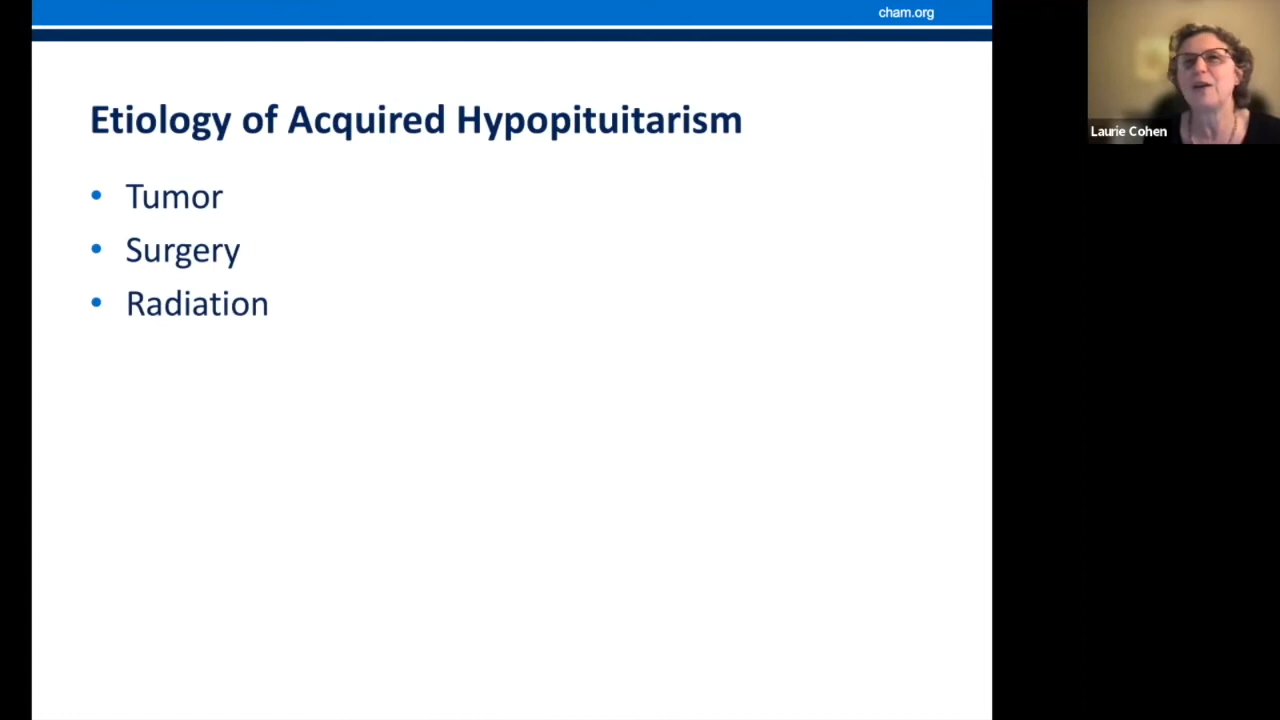 cham.org
Laurie Cohen
Etiology of Acquired Hypopituitarism
• Tumor
• Surgery
• Radiation